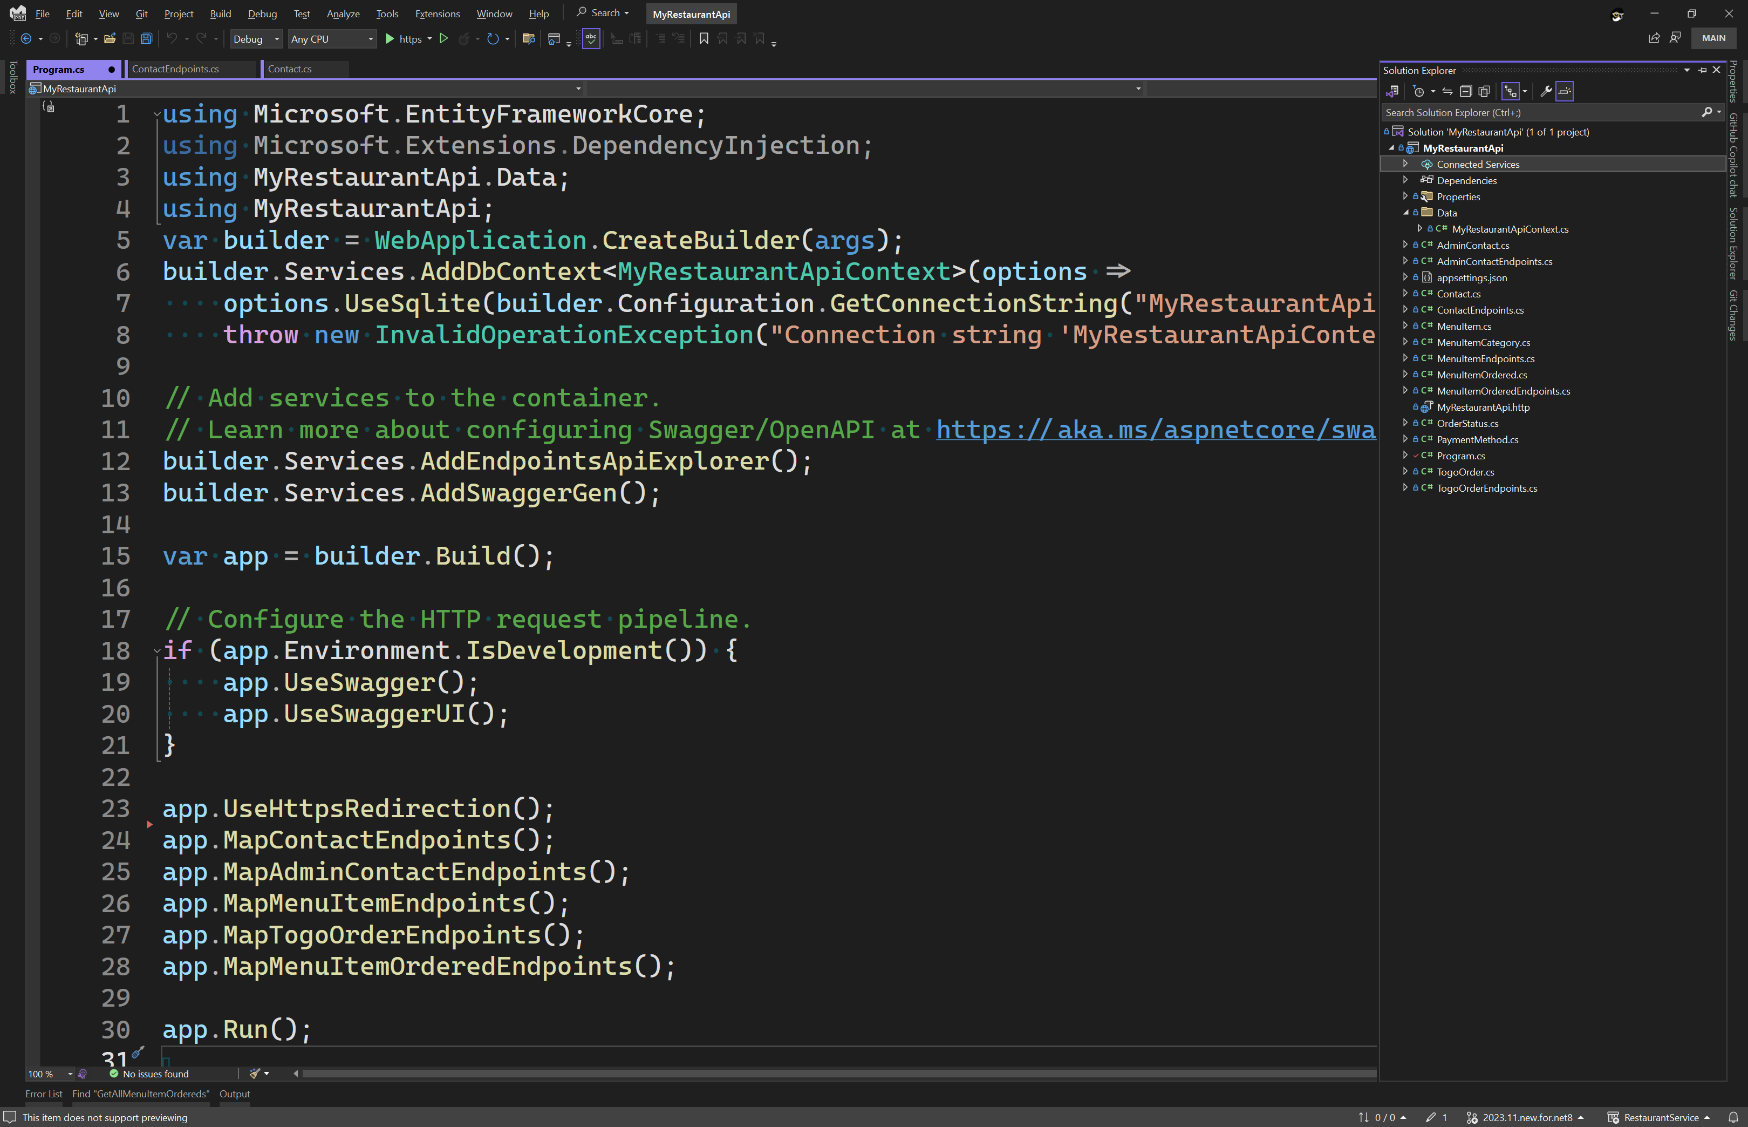 File Edit View Git Project Build Debug Test Analyze Tools Extensions Window Help Search MyRestaurantApi
Debug Any CPU https MAIN
Toolbox
Program.cs ContactEndpoints.cs Contact.cs
MyRestaurantApi
1 using Microsoft.EntityFrameworkCore;
2 using Microsoft.Extensions.DependencyInjection;
3 using MyRestaurantApi.Data;
4 using MyRestaurantApi;
5 var builder = WebApplication.CreateBuilder(args);
6 builder.Services.AddDbContext<MyRestaurantApiContext>(options =>
7 options.UseSqlite(builder.Configuration.GetConnectionString("MyRestaurantApi
8 throw new InvalidOperationException("Connection string 'MyRestaurantApiConte
9
10 // Add services to the container.
11 // Learn more about configuring Swagger/OpenAPI at https://aka.ms/aspnetcore/swa
12 builder.Services.AddEndpointsApiExplorer();
13 builder.Services.AddSwaggerGen();
14
15 var app = builder.Build();
16
17 // Configure the HTTP request pipeline.
18 if (app.Environment.IsDevelopment()) {
19 app.UseSwagger();
20 app.UseSwaggerUI();
21 }
22
23 app.UseHttpsRedirection();
24 app.MapContactEndpoints();
25 app.MapAdminContactEndpoints();
26 app.MapMenuItemEndpoints();
27 app.MapTogoOrderEndpoints();
28 app.MapMenuItemOrderedEndpoints();
29
30 app.Run();
31
100 % No issues found
Error List Find "GetAllMenuItemOrdereds" Output
Solution Explorer
Search Solution Explorer (Ctrl+;)
Solution 'MyRestaurantApi' (1 of 1 project)
MyRestaurantApi
Connected Services
Dependencies
Properties
Data
C# MyRestaurantApiContext.cs
C# AdminContact.cs
C# AdminContactEndpoints.cs
appsettings.json
C# Contact.cs
C# ContactEndpoints.cs
C# MenuItem.cs
C# MenuItemCategory.cs
C# MenuItemEndpoints.cs
C# MenuItemOrdered.cs
C# MenuItemOrderedEndpoints.cs
MyRestaurantApi.http
C# OrderStatus.cs
C# PaymentMethod.cs
C# Program.cs
C# TogoOrder.cs
C# TogoOrderEndpoints.cs
Properties
GitHub Copilot chat
Solution Explorer
Git Changes
This item does not support previewing 0 / 0 1 2023.11.new.for.net8 RestaurantService